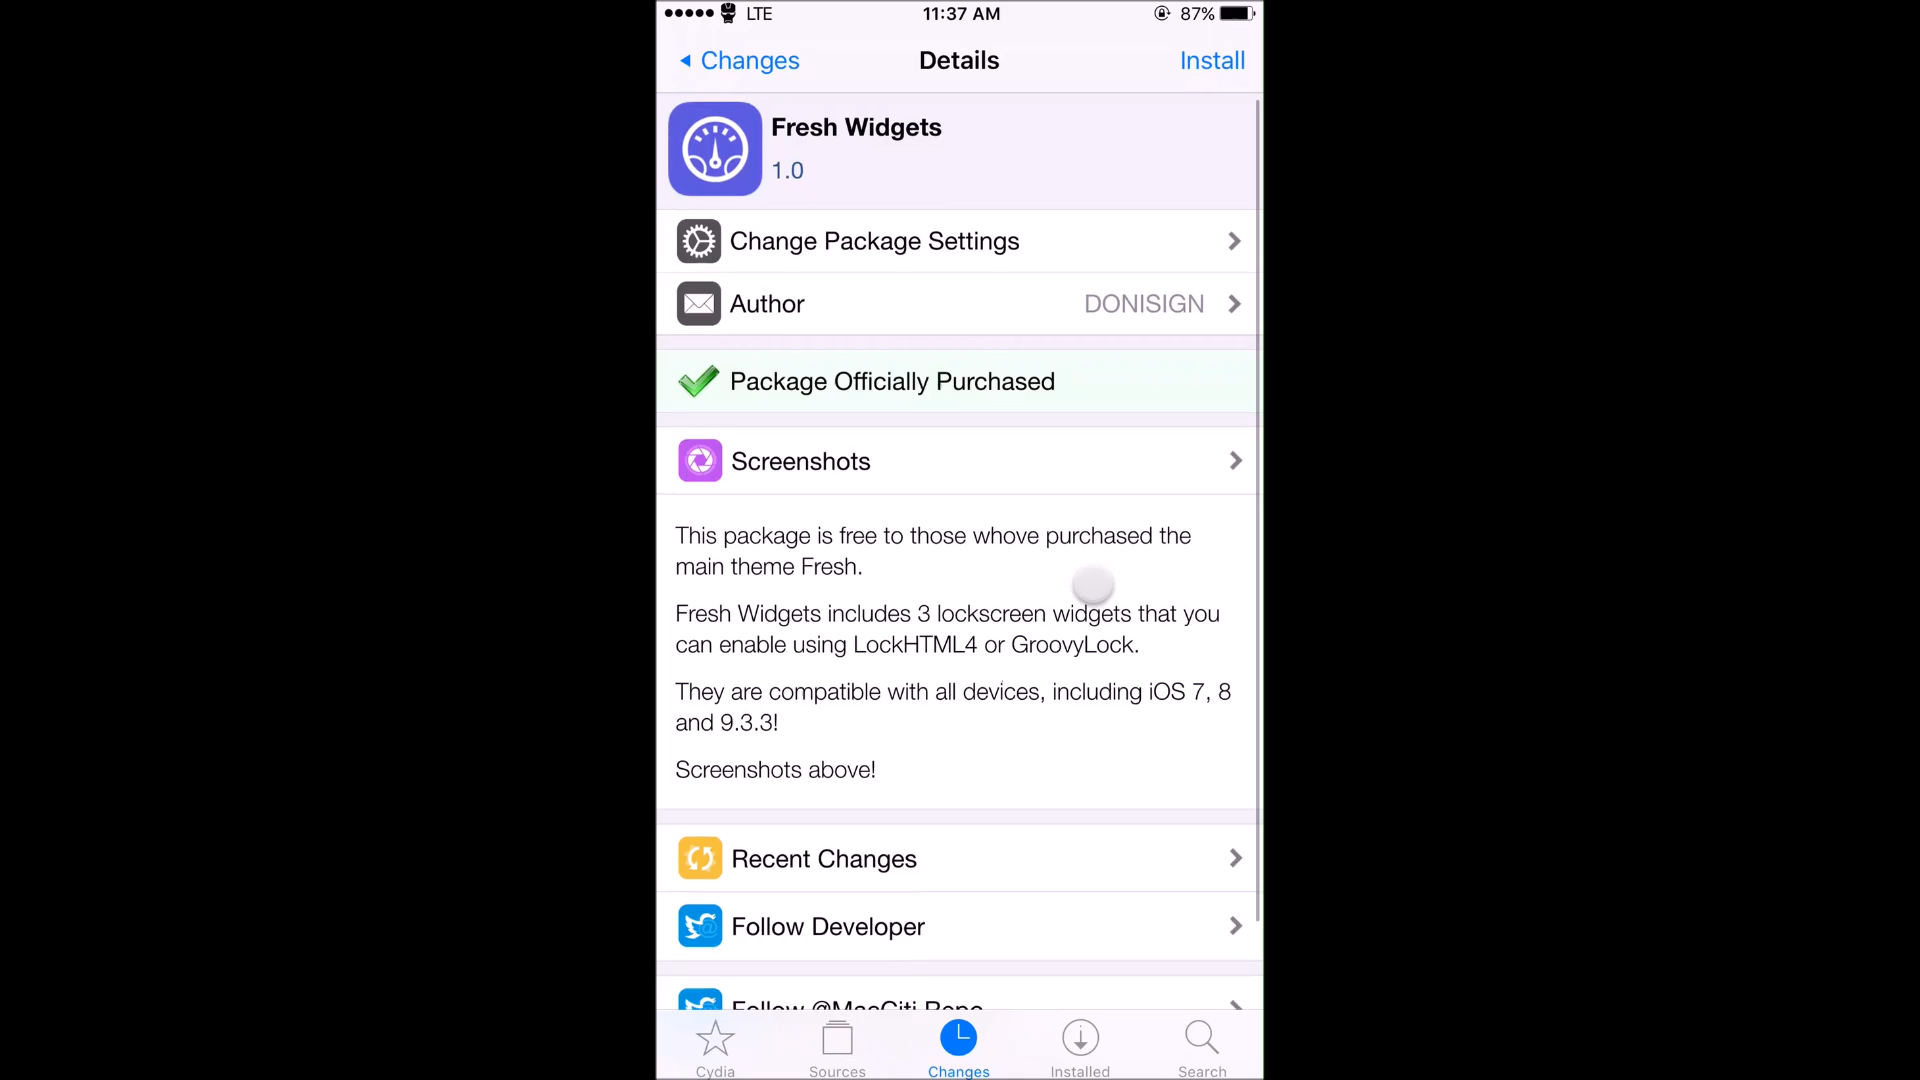 LTE 11:37 AM 87%
Changes Details Install
Fresh Widgets
1.0
Change Package Settings
Author DONISIGN
Package Officially Purchased
Screenshots
This package is free to those whove purchased the
main theme Fresh.
Fresh Widgets includes 3 lockscreen widgets that you
can enable using LockHTML4 or GroovyLock.
They are compatible with all devices, including iOS 7, 8
and 9.3.3!
Screenshots above!
Recent Changes
Follow Developer
Follow @MacCiti Repo
Cydia Sources Changes Installed Search